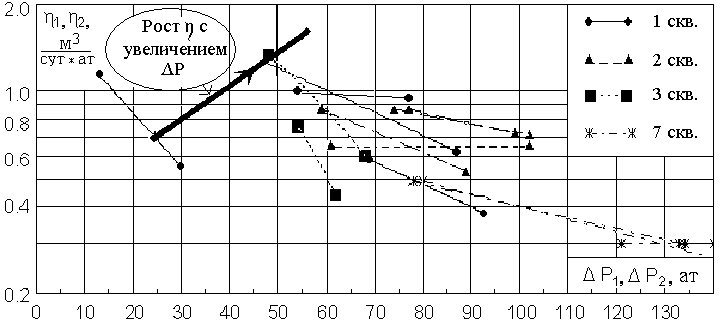 2.0
η1, η2,
м3
сут * ат
Рост η с
увеличением
ΔP
1 скв.
2 скв.
3 скв.
7 скв.
1.0
0.8
0.6
0.4
0.2
Δ P1, Δ P2, ат
0 10 20 30 40 50 60 70 80 90 100 110 120 130